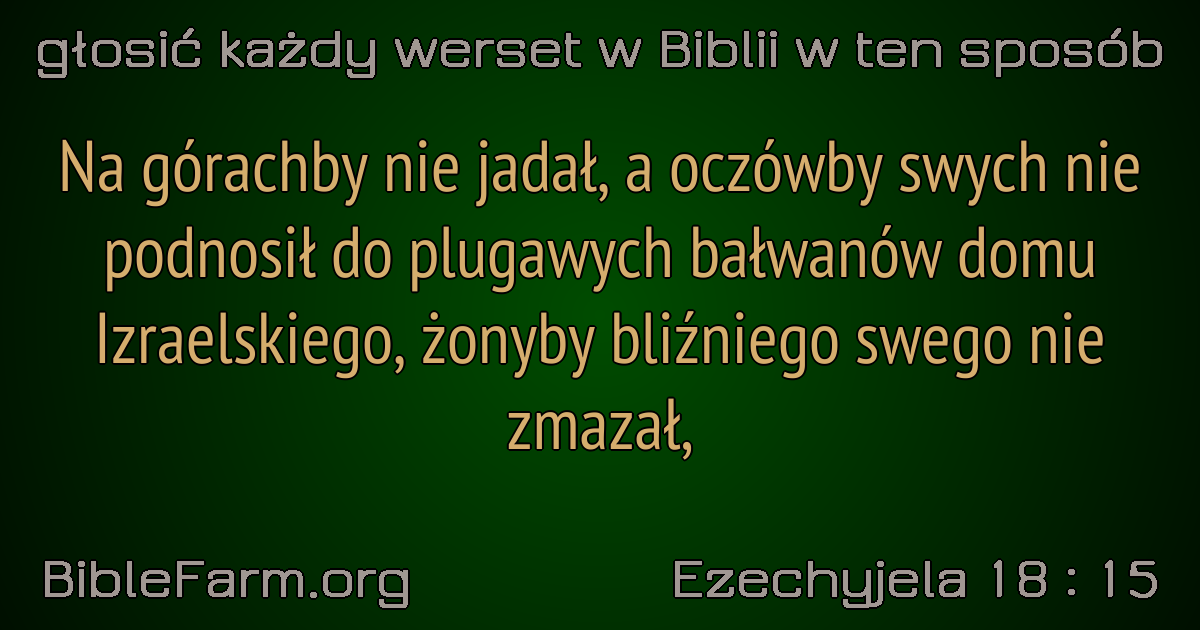 głosić każdy werset w Biblii w ten sposób
Na górachby nie jadał, a oczówby swych nie
podnosił do plugawych bałwanów domu
Izraelskiego, żonyby bliźniego swego nie
zmazał,
BibleFarm.org
Ezechyjela 18 : 15